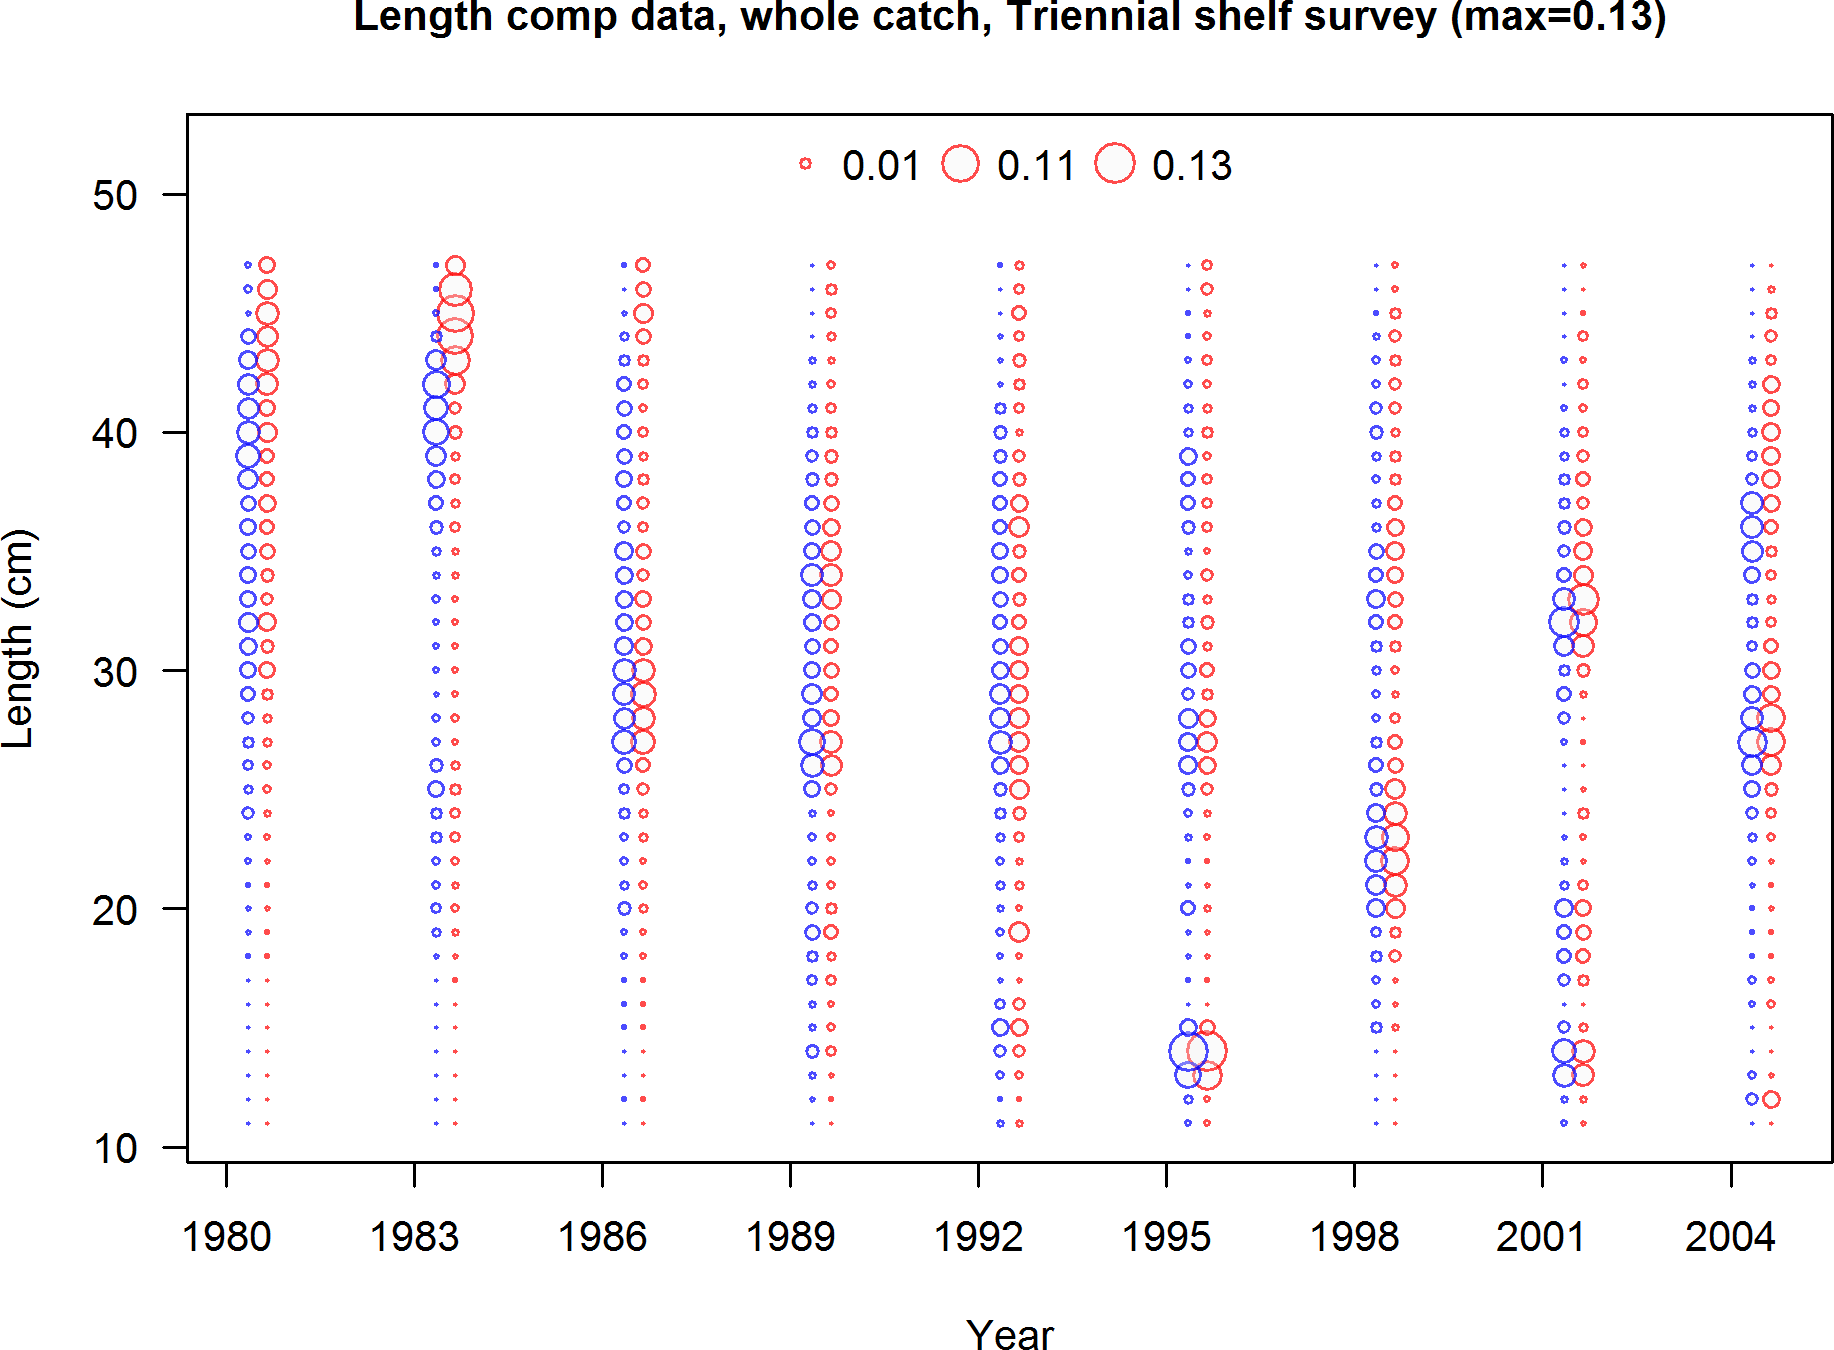 Length comp data, whole catch, Triennial shelf survey (max=0.13)
0.01 0.11 0.13
50
40
30
20
10
Length (cm)
1980 1983 1986 1989 1992 1995 1998 2001 2004
Year